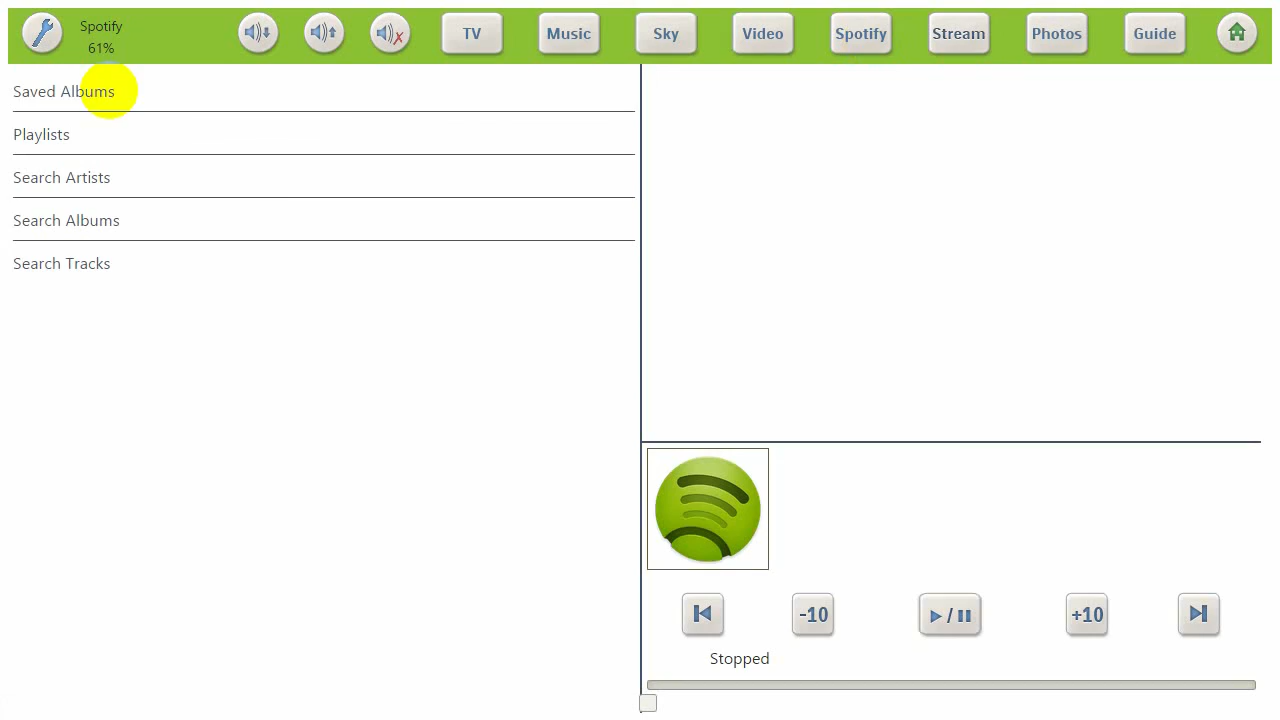 Spotify
61%
TV
Music
Sky
Video
Spotify
Stream
Photos
Guide
Saved Albums
Playlists
Search Artists
Search Albums
Search Tracks
-10
+10
Stopped